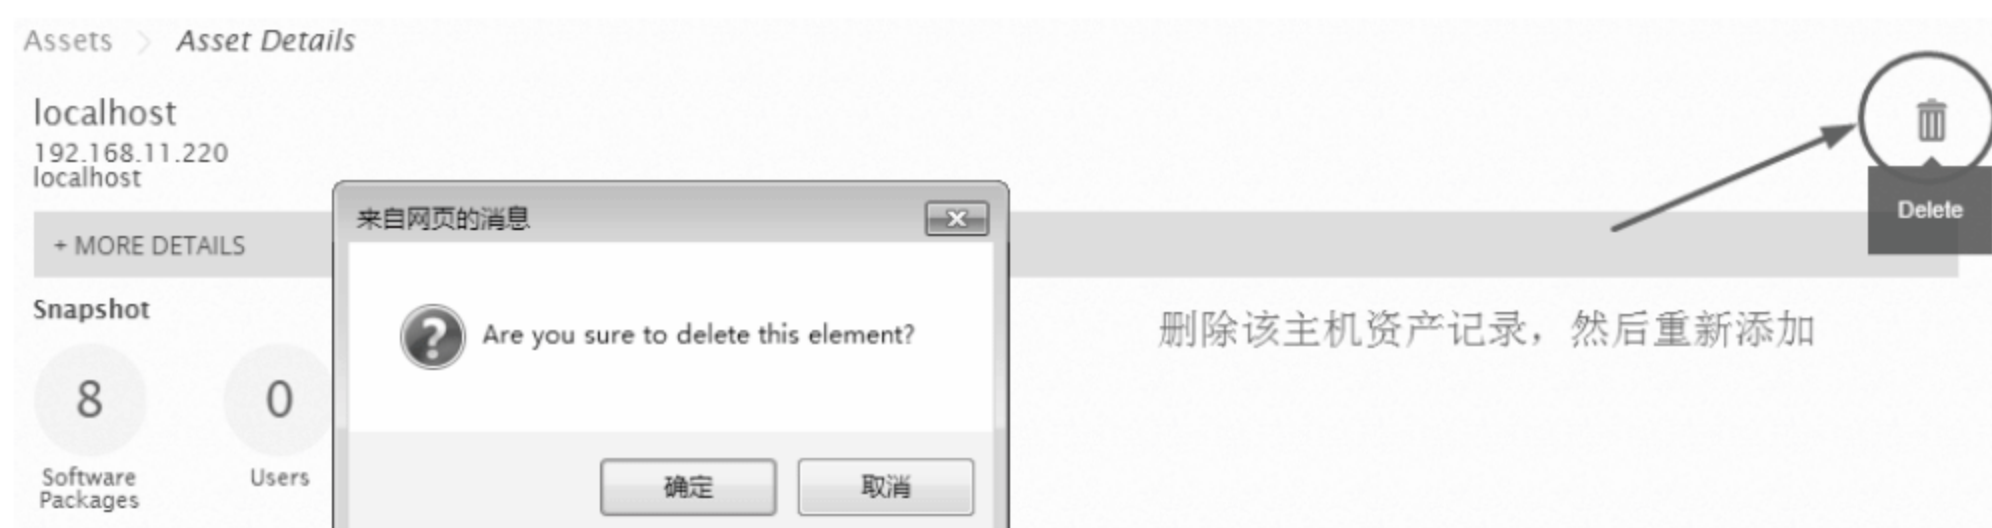 Assets > Asset Details
localhost
192.168.11.220
localhost
Delete
+ MORE DETAILS
来自网页的消息
Snapshot
Are you sure to delete this element?
删除该主机资产记录，然后重新添加
8
0
Software
Packages
Users
确定
取消